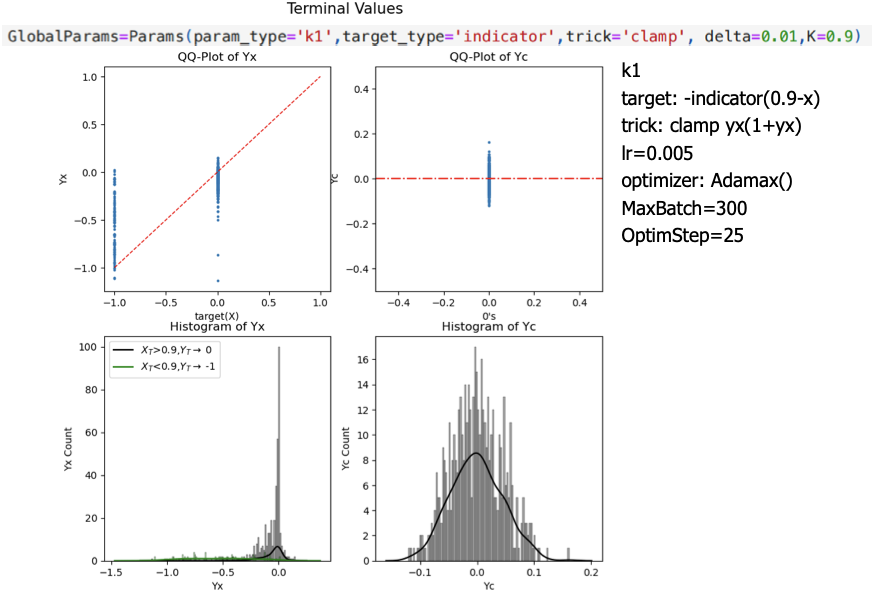 Terminal Values
GlobalParams=Params(param_type='k1',target_type='indicator',trick='clamp', delta=0.01,K=0.9)
QQ-Plot of Yx
1.0
0.5
0.0
−0.5
−1.0
Yx
−1.0 −0.5 0.0 0.5 1.0
target(X)
QQ-Plot of Yc
0.4
0.2
0.0
−0.2
−0.4
Yc
−0.4 −0.2 0.0 0.2 0.4
0's
k1
target: -indicator(0.9-x)
trick: clamp yx(1+yx)
lr=0.005
optimizer: Adamax()
MaxBatch=300
OptimStep=25
Histogram of Yx
X_T>0.9,Y_T→ 0
X_T<0.9,Y_T→ -1
100
80
60
40
20
0
Yx Count
−1.5 −1.0 −0.5 0.0
Yx
Histogram of Yc
16
14
12
10
8
6
4
2
0
Yc Count
−0.1 0.0 0.1 0.2
Yc